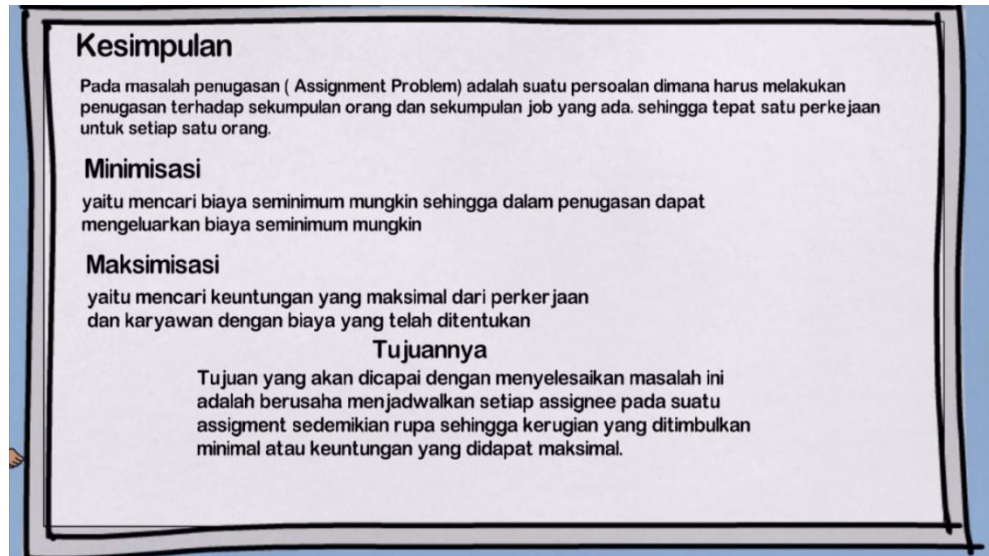 Kesimpulan
Pada masalah penugasan ( Assignment Problem) adalah suatu persoalan dimana harus melakukan
penugasan terhadap sekumpulan orang dan sekumpulan job yang ada. sehingga tepat satu perkejaan
untuk setiap satu orang.
Minimisasi
yaitu mencari biaya seminimum mungkin sehingga dalam penugasan dapat
mengeluarkan biaya seminimum mungkin
Maksimisasi
yaitu mencari keuntungan yang maksimal dari perkerjaan
dan karyawan dengan biaya yang telah ditentukan
Tujuannya
Tujuan yang akan dicapai dengan menyelesaikan masalah ini
adalah berusaha menjadwalkan setiap assignee pada suatu
assigment sedemikian rupa sehingga kerugian yang ditimbulkan
minimal atau keuntungan yang didapat maksimal.